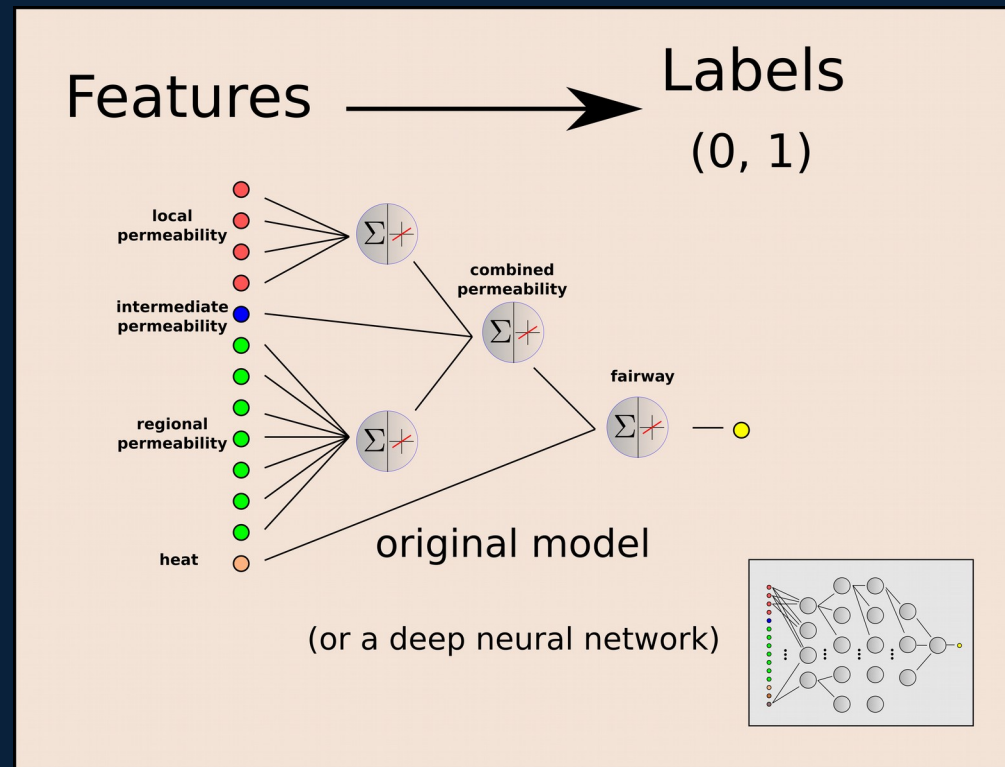 Features
Labels
(0, 1)
local
permeability
Σ
combined
permeability
intermediate
permeability
Σ
fairway
regional
permeability
Σ
Σ
heat
original model
(or a deep neural network)